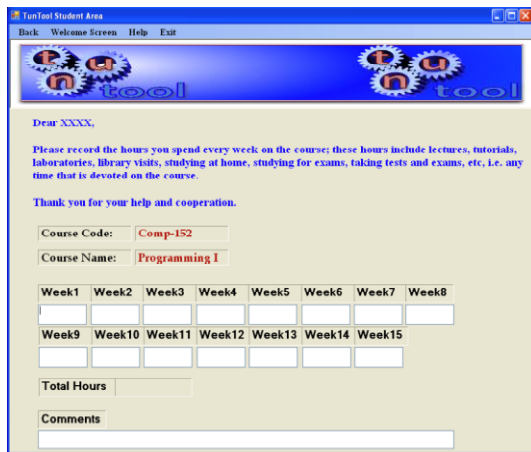 TunTool Student Area
Back Welcome Screen Help Exit
t u n tool t u n tool
Dear XXXX,
Please record the hours you spend every week on the course; these hours include lectures, tutorials,
laboratories, library visits, studying at home, studying for exams, taking tests and exams, etc, i.e. any
time that is devoted on the course.
Thank you for your help and cooperation.
Course Code: Comp-152
Course Name: Programming I
Week1 Week2 Week3 Week4 Week5 Week6 Week7 Week8
Week9 Week10 Week11 Week12 Week13 Week14 Week15
Total Hours
Comments